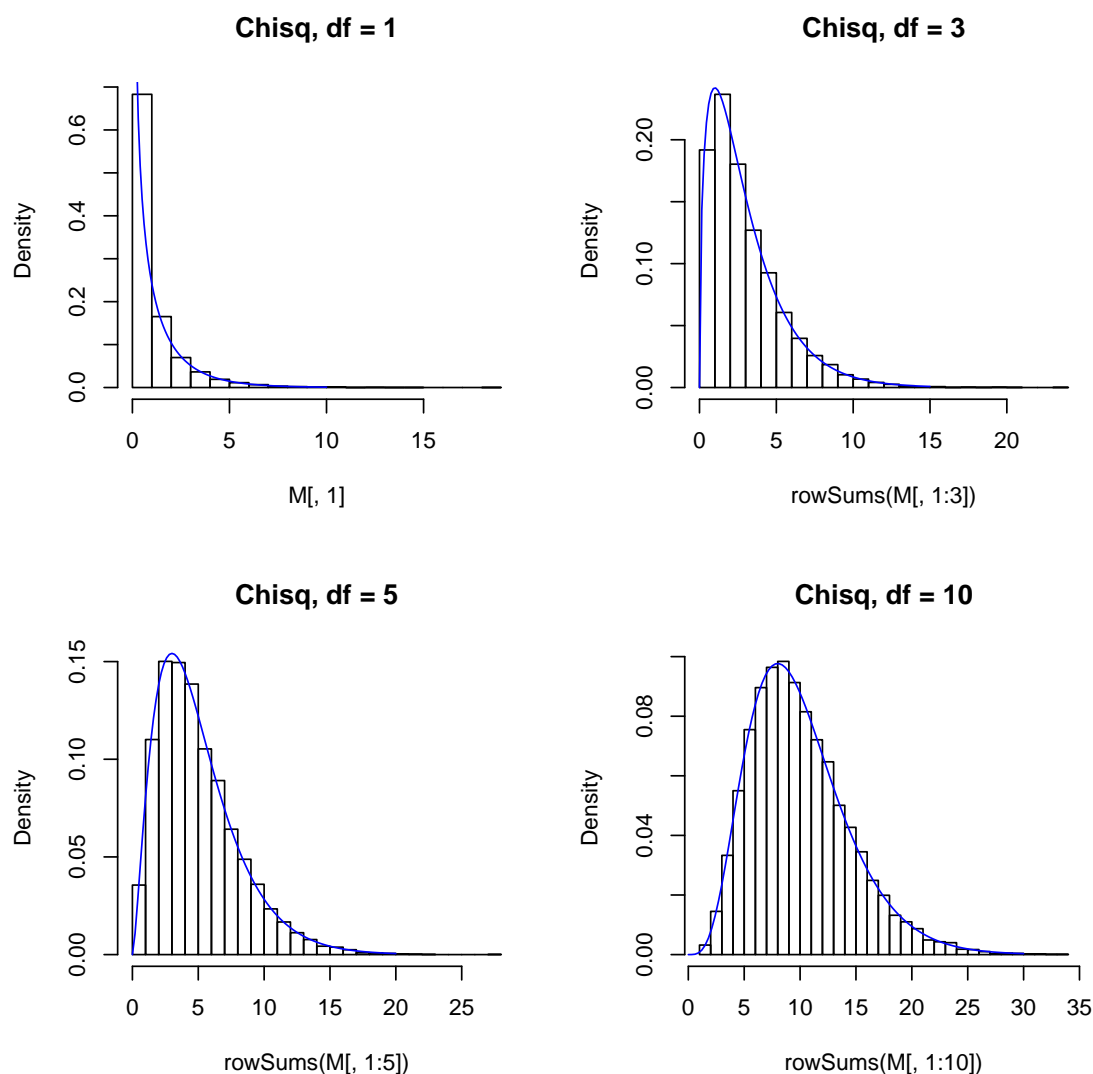 Chisq, df = 1
Density
0.0 0.2 0.4 0.6
0 5 10 15
M[, 1]
Chisq, df = 3
Density
0.00 0.10 0.20
0 5 10 15 20
rowSums(M[, 1:3])
Chisq, df = 5
Density
0.00 0.05 0.10 0.15
0 5 10 15 20 25
rowSums(M[, 1:5])
Chisq, df = 10
Density
0.00 0.04 0.08
0 5 10 15 20 25 30 35
rowSums(M[, 1:10])